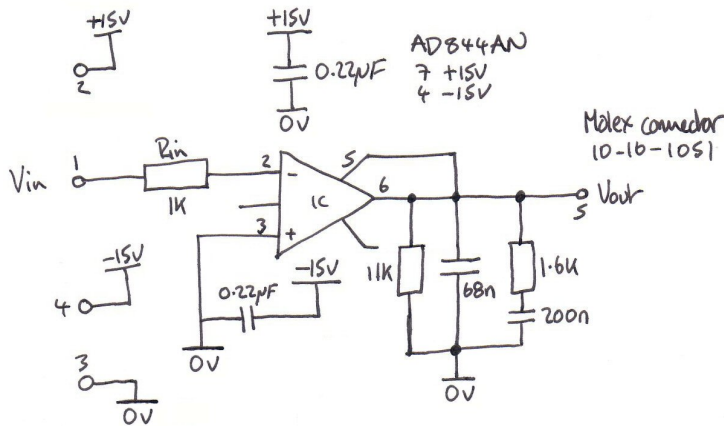 +15V
2
+15V
0.22µF
0V
AD844AN
7 +15V
4 -15V
Molex connector
10-10-1051
Vin
1
Rin
1K
2
-
3
+
IC
5
6
5
Vout
-15V
4
0.22µF
-15V
0V
11K
68n
1.6K
200n
0V
3
0V